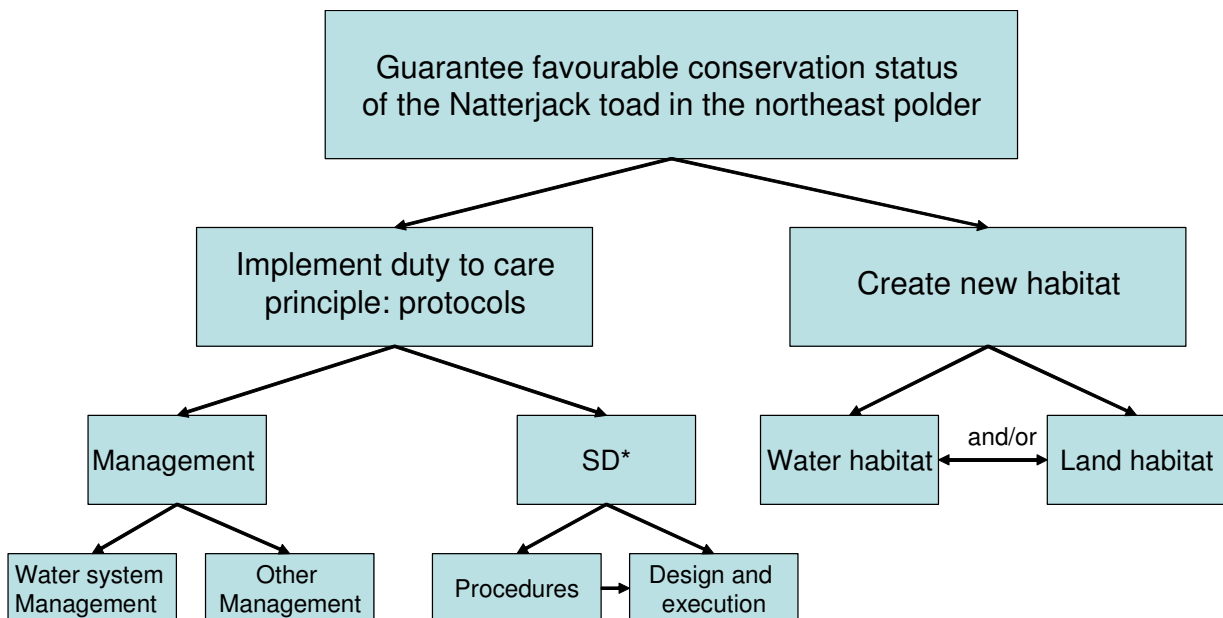 Guarantee favourable conservation status
of the Natterjack toad in the northeast polder
Implement duty to care
principle: protocols
Create new habitat
Management
SD*
Water habitat
and/or
Land habitat
Water system
Management
Other
Management
Procedures
Design and
execution